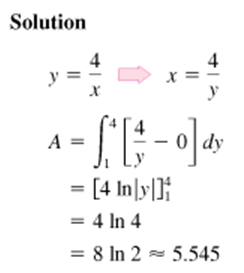 Solution
y = 4/x ⇨ x = 4/y
A = ∫₁⁴ [4/y − 0] dy
= [4 ln|y|]₁⁴
= 4 ln 4
= 8 ln 2 ≈ 5.545